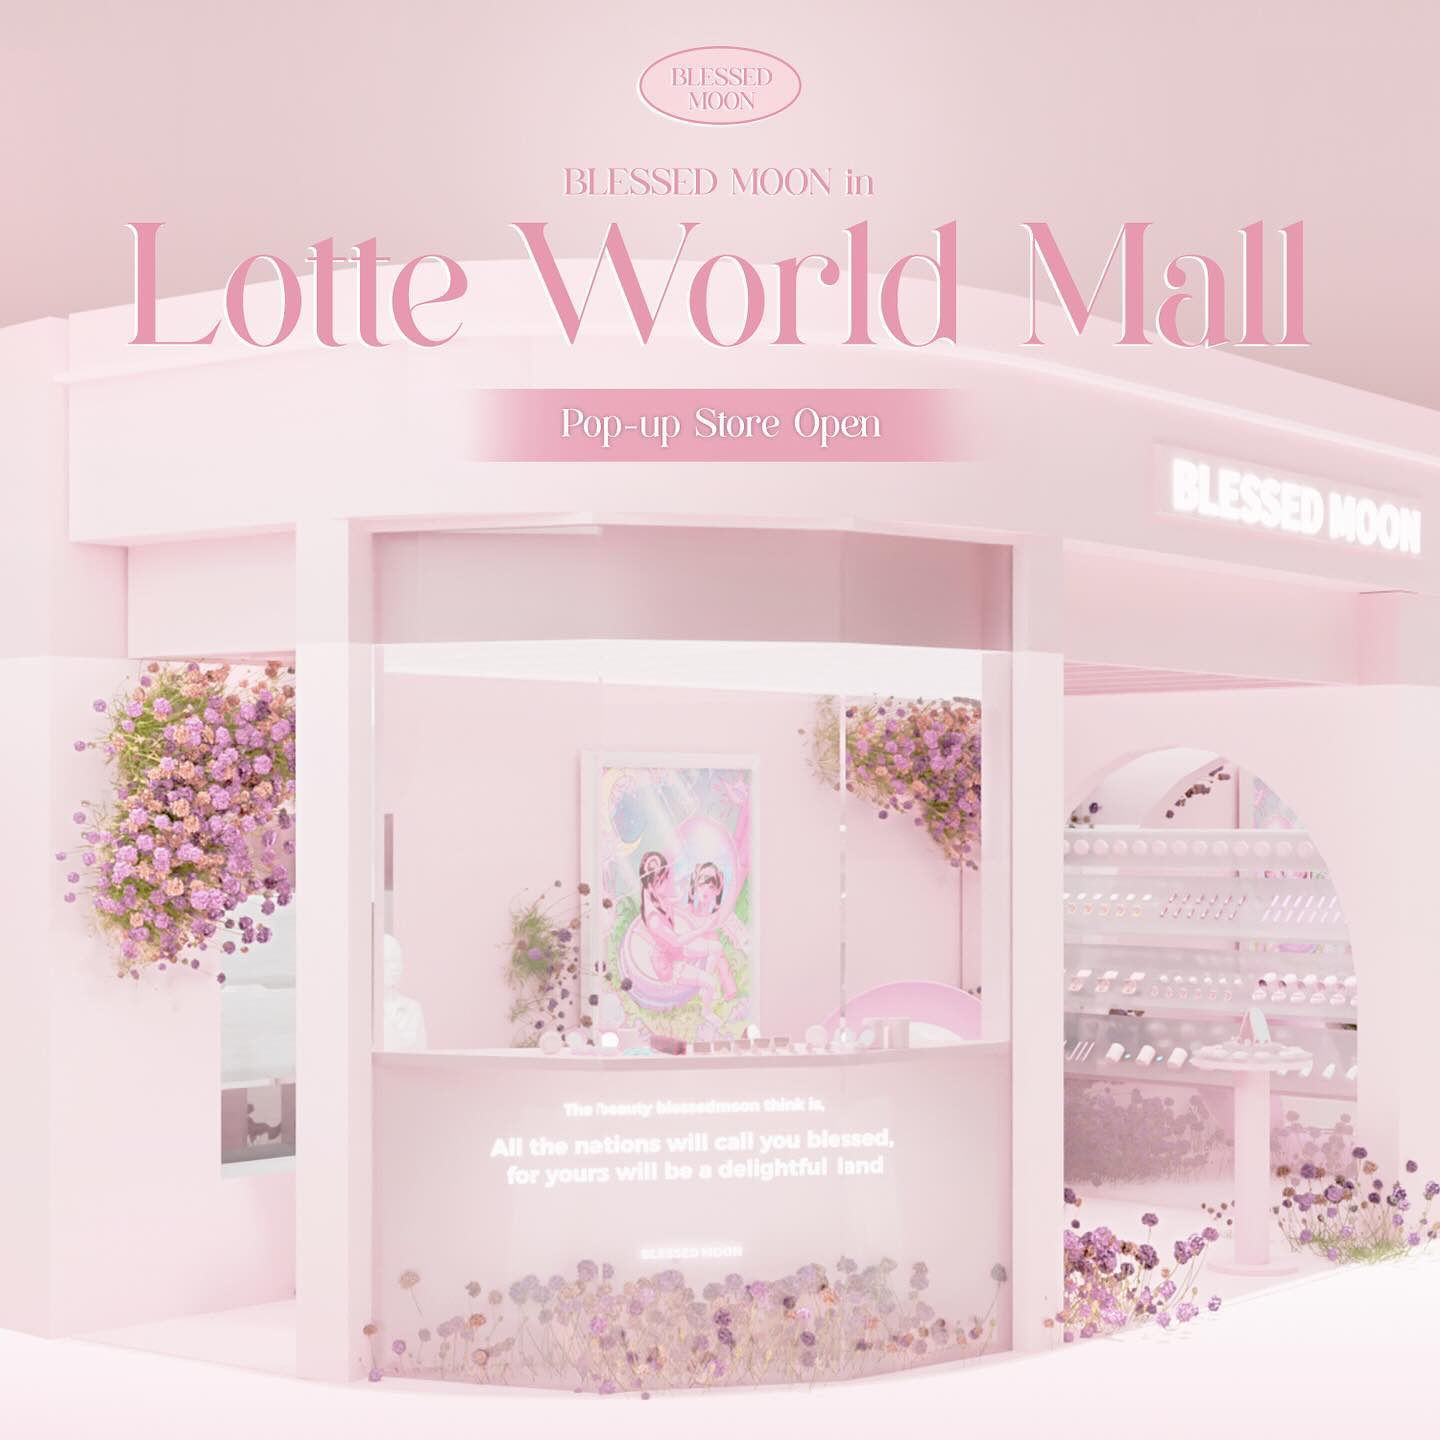 BLESSED
MOON
BLESSED MOON in
Lotte World Mall
Pop-up Store Open
BLESSED MOON
The beauty blessedmoon think is,
All the nations will call you blessed,
for yours will be a delightful land
BLESSED MOON